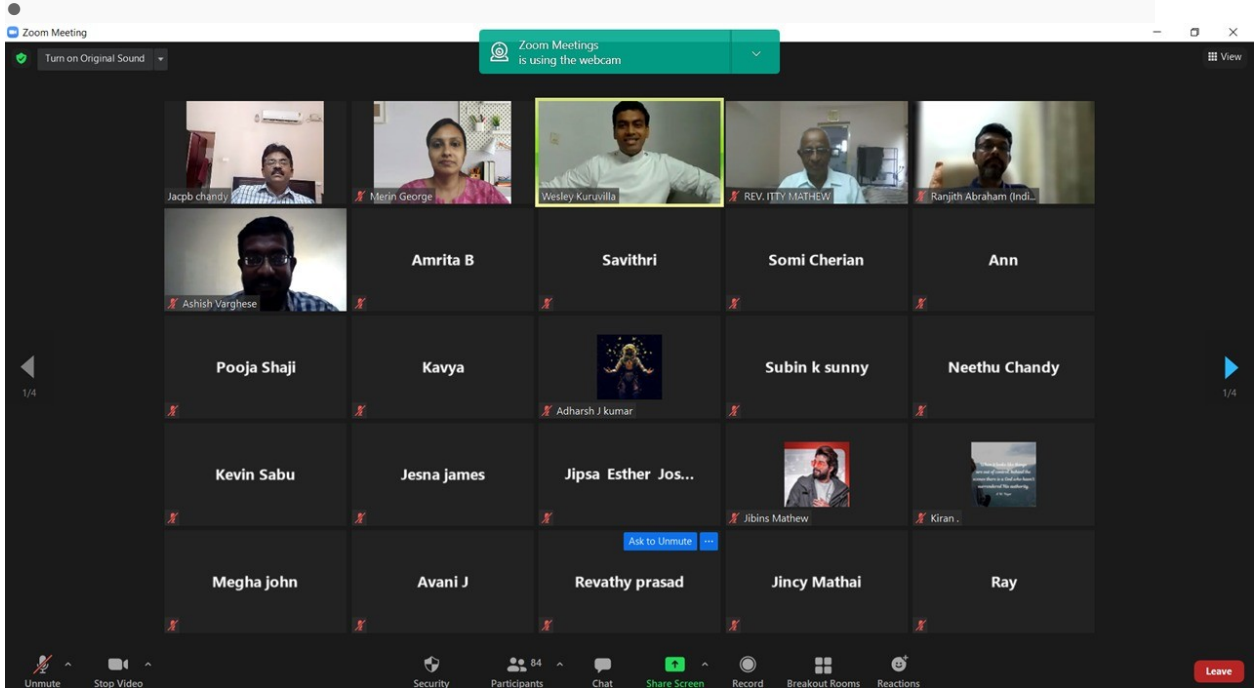 Zoom Meeting
Zoom Meetings
is using the webcam
Turn on Original Sound
View
Jacpb chandy
Merin George
Wesley Kuruvilla
REV. ITTY MATHEW
Ranjith Abraham (Indi...
Ashish Varghese
Amrita B
Savithri
Somi Cherian
Ann
Pooja Shaji
Kavya
Adharsh J kumar
Subin k sunny
Neethu Chandy
1/4
1/4
Kevin Sabu
Jesna james
Jipsa Esther Jos...
Jibins Mathew
Kiran .
Ask to Unmute
...
Megha john
Avani J
Revathy prasad
Jincy Mathai
Ray
Unmute
Stop Video
Security
84
Participants
Chat
Share Screen
Record
Breakout Rooms
Reactions
Leave